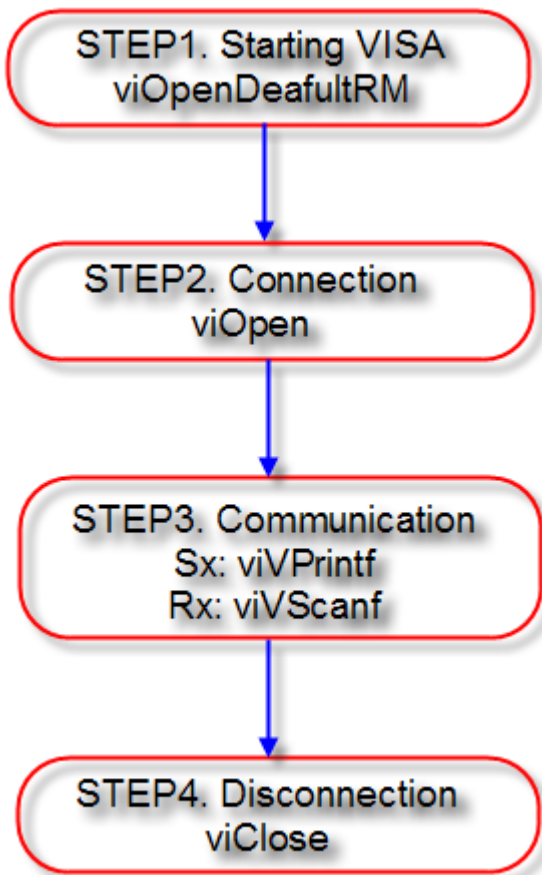 STEP1. Starting VISA
viOpenDeafultRM
STEP2. Connection
viOpen
STEP3. Communication
Sx: viVPrintf
Rx: viVScanf
STEP4. Disconnection
viClose